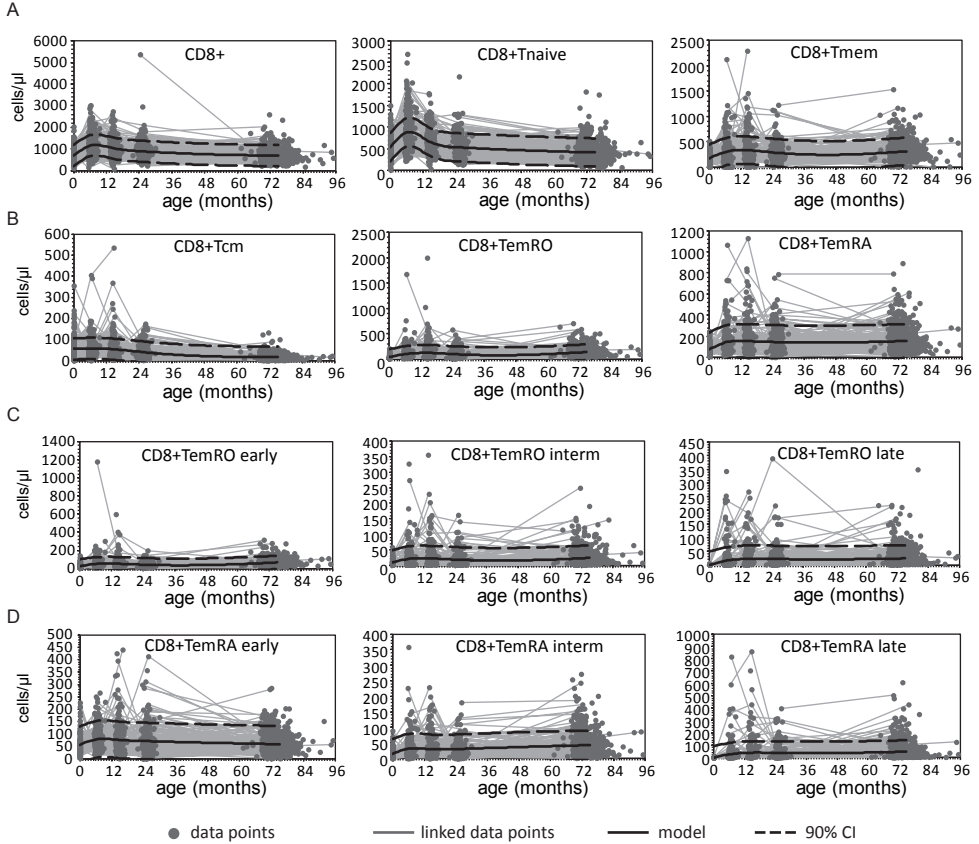 A
CD8+
CD8+Tnaive
CD8+Tmem
cells/µl
6000
5000
4000
3000
2000
1000
0
3000
2500
2000
1500
1000
500
0
2500
2000
1500
1000
500
0
0 12 24 36 48 60 72 84 96
0 12 24 36 48 60 72 84 96
0 12 24 36 48 60 72 84 96
age (months)
age (months)
age (months)
B
CD8+Tcm
CD8+TemRO
CD8+TemRA
cells/µl
600
500
400
300
200
100
0
2500
2000
1500
1000
500
0
1200
1000
800
600
400
200
0
0 12 24 36 48 60 72 84 96
0 12 24 36 48 60 72 84 96
0 12 24 36 48 60 72 84 96
age (months)
age (months)
age (months)
C
CD8+TemRO early
CD8+TemRO interm
CD8+TemRO late
cells/µl
1400
1200
1000
800
600
400
200
0
400
350
300
250
200
150
100
50
0
450
400
350
300
250
200
150
100
50
0
0 12 24 36 48 60 72 84 96
0 12 24 36 48 60 72 84 96
0 12 24 36 48 60 72 84 96
age (months)
age (months)
age (months)
D
CD8+TemRA early
CD8+TemRA interm
CD8+TemRA late
cells/µl
500
450
400
350
300
250
200
150
100
50
0
400
350
300
250
200
150
100
50
0
1000
900
800
700
600
500
400
300
200
100
0
0 12 24 36 48 60 72 84 96
0 12 24 36 48 60 72 84 96
0 12 24 36 48 60 72 84 96
age (months)
age (months)
age (months)
data points
linked data points
model
90% CI